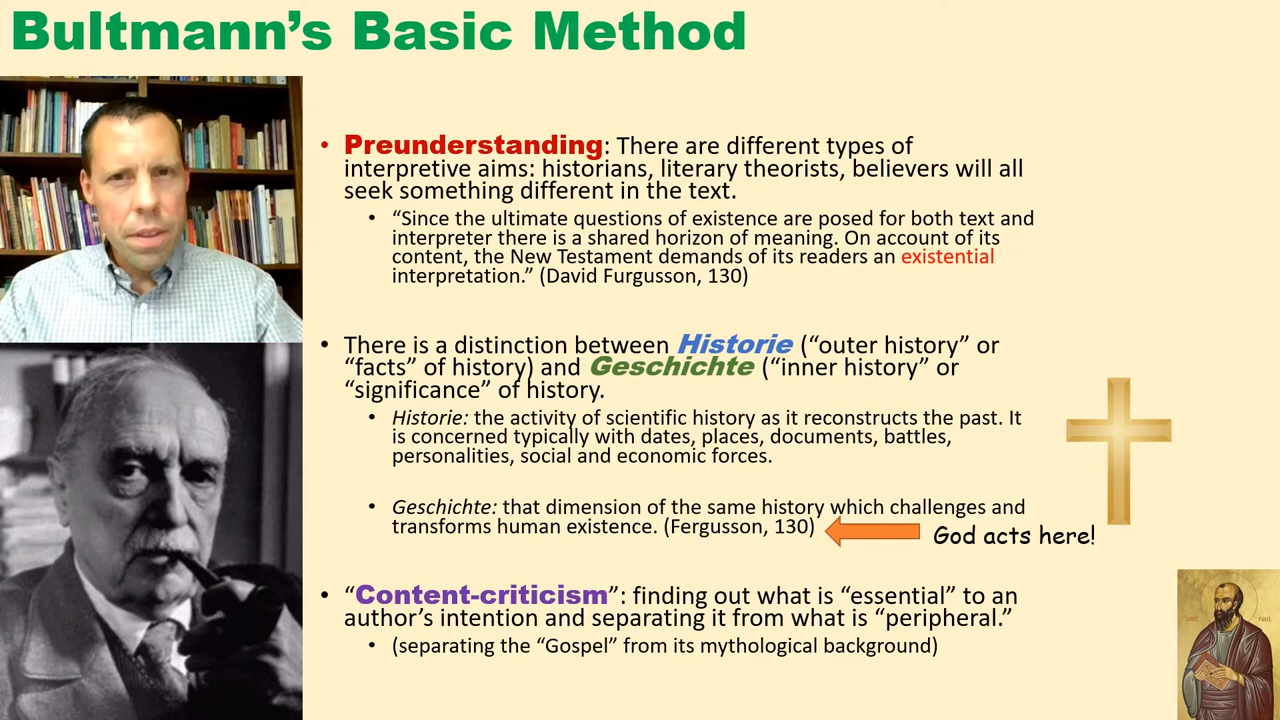 Bultmann’s Basic Method
• Preunderstanding: There are different types of
interpretive aims: historians, literary theorists, believers will all
seek something different in the text.
• “Since the ultimate questions of existence are posed for both text and
interpreter there is a shared horizon of meaning. On account of its
content, the New Testament demands of its readers an existential
interpretation.” (David Furgusson, 130)
• There is a distinction between Historie (“outer history” or
“facts” of history) and Geschichte (“inner history” or
“significance” of history.
• Historie: the activity of scientific history as it reconstructs the past. It
is concerned typically with dates, places, documents, battles,
personalities, social and economic forces.
• Geschichte: that dimension of the same history which challenges and
transforms human existence. (Fergusson, 130)
God acts here!
• “Content-criticism”: finding out what is “essential” to an
author’s intention and separating it from what is “peripheral.”
• (separating the “Gospel” from its mythological background)